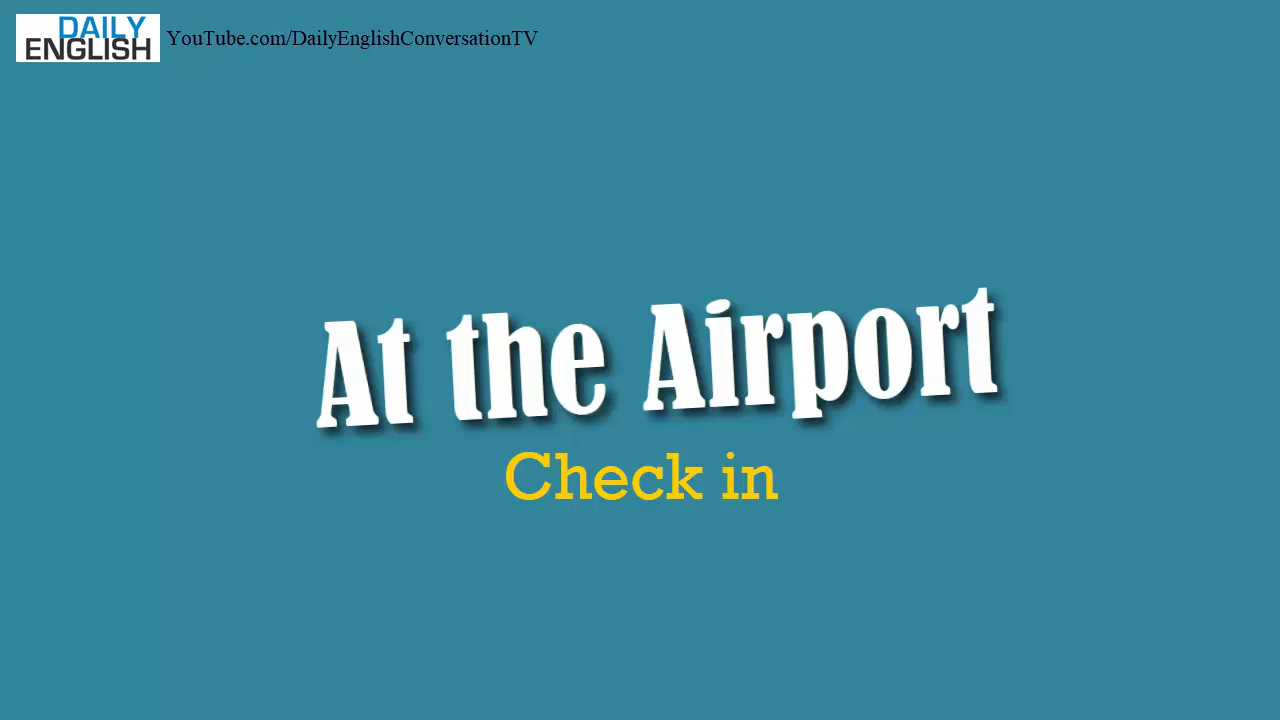 DAILY
ENGLISH
YouTube.com/DailyEnglishConversationTV
At the Airport
Check in